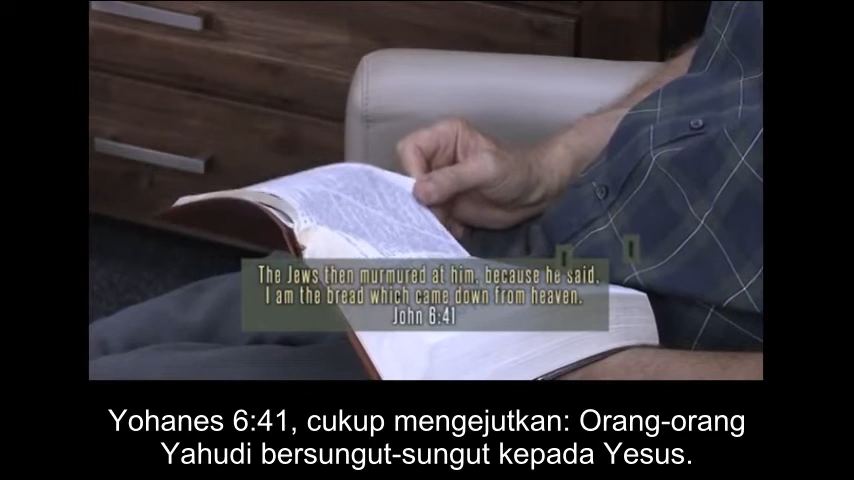 The Jews then murmured at him, because he said,
I am the bread which came down from heaven.
John 6:41
Yohanes 6:41, cukup mengejutkan: Orang-orang
Yahudi bersungut-sungut kepada Yesus.